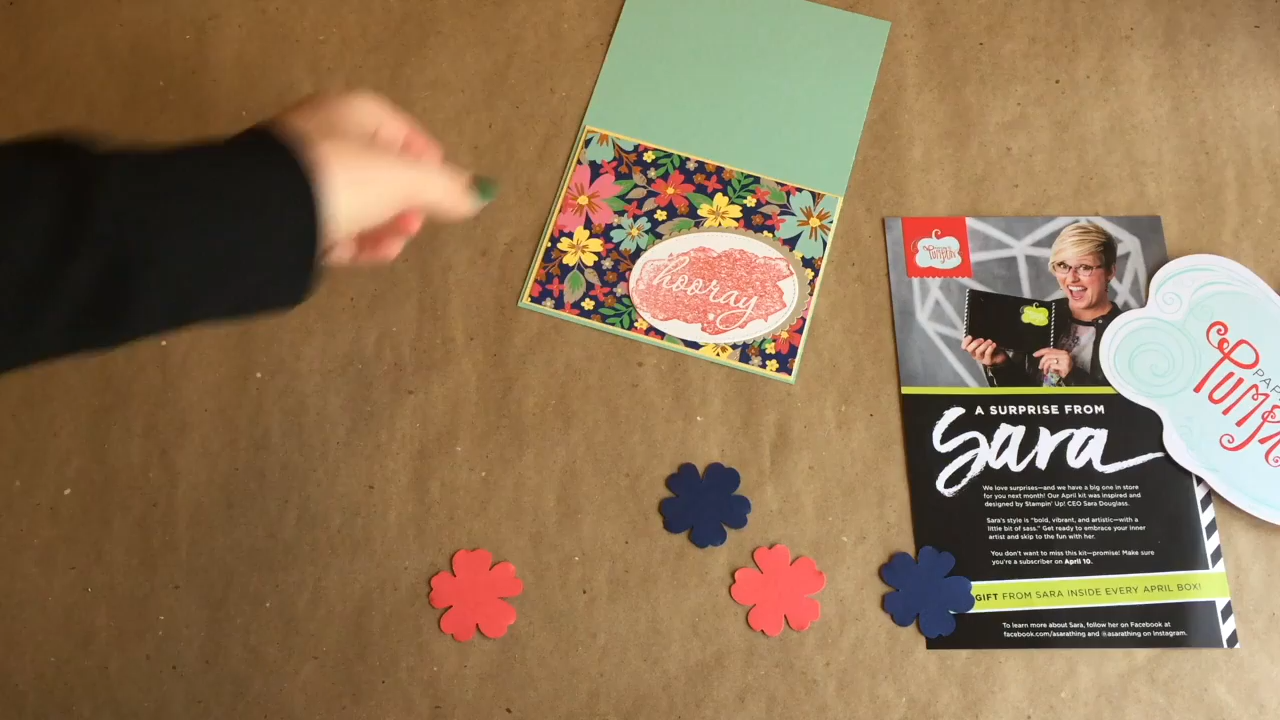 hooray
Pumpkin
A SURPRISE FROM
Sara
We love surprises—and we have a big one in store
for you next month! Our April kit was inspired and
designed by Stampin' Up! CEO Sara Douglass.
Sara's style is "bold, vibrant, and artistic—with a
little bit of sass." Get ready to embrace your inner
artist and skip to the fun with her.
You don't want to miss this kit—promise! Make sure
you're a subscriber on April 10.
GIFT FROM SARA INSIDE EVERY APRIL BOX!
To learn more about Sara, follow her on Facebook at
facebook.com/asarathing and @asarathing on Instagram.
PAP
Pumpk